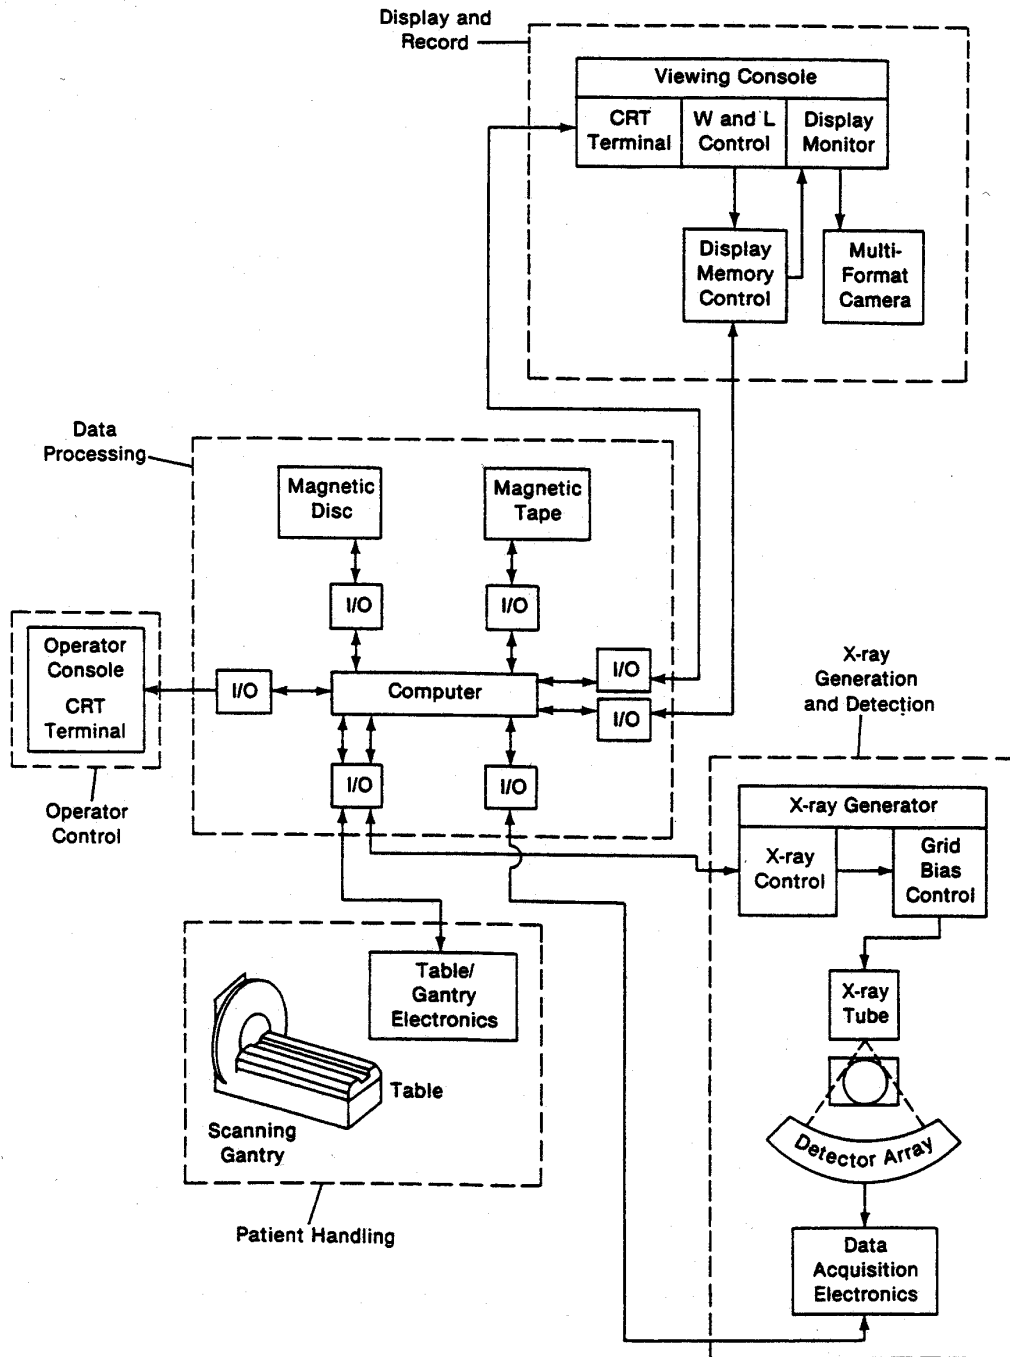 Display and
Record
Viewing Console
CRT
Terminal
W and L
Control
Display
Monitor
Display
Memory
Control
Multi-
Format
Camera
Data
Processing
Magnetic
Disc
Magnetic
Tape
I/O
I/O
Operator
Console
CRT
Terminal
I/O
Computer
I/O
I/O
I/O
I/O
Operator
Control
X-ray
Generation
and Detection
X-ray Generator
X-ray
Control
Grid
Bias
Control
Table/
Gantry
Electronics
Table
Scanning
Gantry
Patient Handling
X-ray
Tube
Detector Array
Data
Acquisition
Electronics